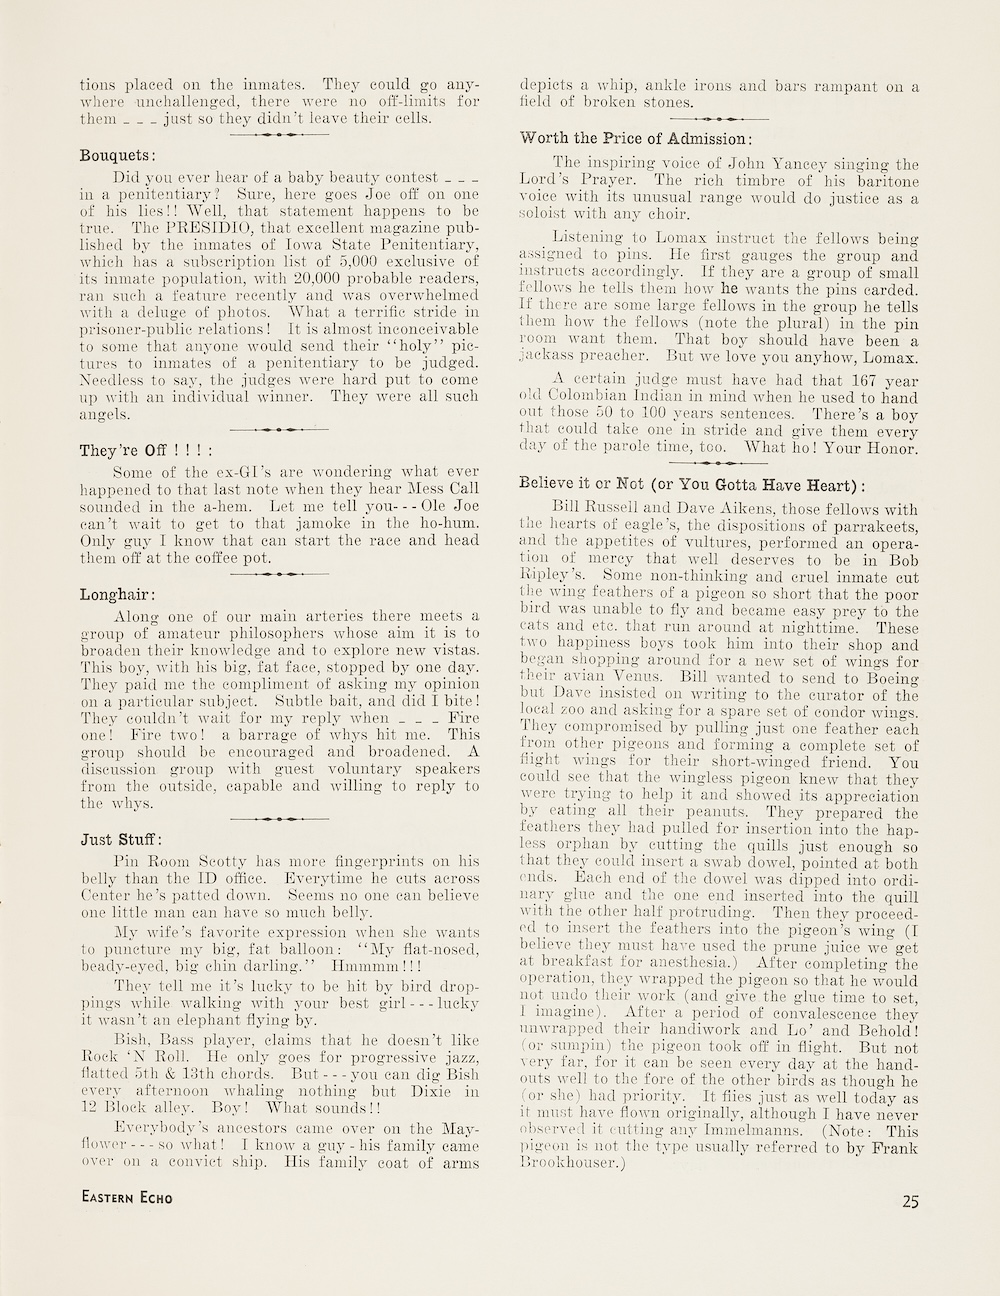 tions placed on the inmates. They could go any-
where unchallenged, there were no off-limits for
them _ _ _ just so they didn't leave their cells.
Bouquets:
Did you ever hear of a baby beauty contest _ _ _
in a penitentiary? Sure, here goes Joe off on one
of his lies!! Well, that statement happens to be
true. The PRESIDIO, that excellent magazine pub-
lished by the inmates of Iowa State Penitentiary,
which has a subscription list of 5,000 exclusive of
its inmate population, with 20,000 probable readers,
ran such a feature recently and was overwhelmed
with a deluge of photos. What a terrific stride in
prisoner-public relations! It is almost inconceivable
to some that anyone would send their "holy" pic-
tures to inmates of a penitentiary to be judged.
Needless to say, the judges were hard put to come
up with an individual winner. They were all such
angels.
They're Off ! ! ! :
Some of the ex-GI's are wondering what ever
happened to that last note when they hear Mess Call
sounded in the a-hem. Let me tell you- - - Ole Joe
can't wait to get to that jamoke in the ho-hum.
Only guy I know that can start the race and head
them off at the coffee pot.
Longhair:
Along one of our main arteries there meets a
group of amateur philosophers whose aim it is to
broaden their knowledge and to explore new vistas.
This boy, with his big, fat face, stopped by one day.
They paid me the compliment of asking my opinion
on a particular subject. Subtle bait, and did I bite!
They couldn't wait for my reply when _ _ _ Fire
one! Fire two! a barrage of whys hit me. This
group should be encouraged and broadened. A
discussion group with guest voluntary speakers
from the outside, capable and willing to reply to
the whys.
Just Stuff:
Pin Room Scotty has more fingerprints on his
belly than the ID office. Everytime he cuts across
Center he's patted down. Seems no one can believe
one little man can have so much belly.
My wife's favorite expression when she wants
to puncture my big, fat balloon: "My flat-nosed,
beady-eyed, big chin darling." Hmmmm!!!
They tell me it's lucky to be hit by bird drop-
pings while walking with your best girl - - - lucky
it wasn't an elephant flying by.
Bish, Bass player, claims that he doesn't like
Rock 'N Roll. He only goes for progressive jazz,
flatted 5th & 13th chords. But - - - you can dig Bish
every afternoon whaling nothing but Dixie in
12 Block alley. Boy! What sounds!!
Everybody's ancestors came over on the May-
flower - - - so what! I know a guy - his family came
over on a convict ship. His family coat of arms
depicts a whip, ankle irons and bars rampant on a
field of broken stones.
Worth the Price of Admission:
The inspiring voice of John Yancey singing the
Lord's Prayer. The rich timbre of his baritone
voice with its unusual range would do justice as a
soloist with any choir.
Listening to Lomax instruct the fellows being
assigned to pins. He first gauges the group and
instructs accordingly. If they are a group of small
fellows he tells them how he wants the pins carded.
If there are some large fellows in the group he tells
them how the fellows (note the plural) in the pin
room want them. That boy should have been a
jackass preacher. But we love you anyhow, Lomax.
A certain judge must have had that 167 year
old Colombian Indian in mind when he used to hand
out those 50 to 100 years sentences. There's a boy
that could take one in stride and give them every
day of the parole time, too. What ho! Your Honor.
Believe it or Not (or You Gotta Have Heart) :
Bill Russell and Dave Aikens, those fellows with
the hearts of eagle's, the dispositions of parrakeets,
and the appetites of vultures, performed an opera-
tion of mercy that well deserves to be in Bob
Ripley's. Some non-thinking and cruel inmate cut
the wing feathers of a pigeon so short that the poor
bird was unable to fly and became easy prey to the
cats and etc. that run around at nighttime. These
two happiness boys took him into their shop and
began shopping around for a new set of wings for
their avian Venus. Bill wanted to send to Boeing
but Dave insisted on writing to the curator of the
local zoo and asking for a spare set of condor wings.
They compromised by pulling just one feather each
from other pigeons and forming a complete set of
flight wings for their short-winged friend. You
could see that the wingless pigeon knew that they
were trying to help it and showed its appreciation
by eating all their peanuts. They prepared the
feathers they had pulled for insertion into the hap-
less orphan by cutting the quills just enough so
that they could insert a swab dowel, pointed at both
ends. Each end of the dowel was dipped into ordi-
nary glue and the one end inserted into the quill
with the other half protruding. Then they proceed-
ed to insert the feathers into the pigeon's wing (I
believe they must have used the prune juice we get
at breakfast for anesthesia.) After completing the
operation, they wrapped the pigeon so that he would
not undo their work (and give the glue time to set,
I imagine). After a period of convalescence they
unwrapped their handiwork and Lo' and Behold!
(or sumpin) the pigeon took off in flight. But not
very far, for it can be seen every day at the hand-
outs well to the fore of the other birds as though he
(or she) had priority. It flies just as well today as
it must have flown originally, although I have never
observed it cutting any Immelmanns. (Note: This
pigeon is not the type usually referred to by Frank
Brookhouser.)
EASTERN ECHO
25